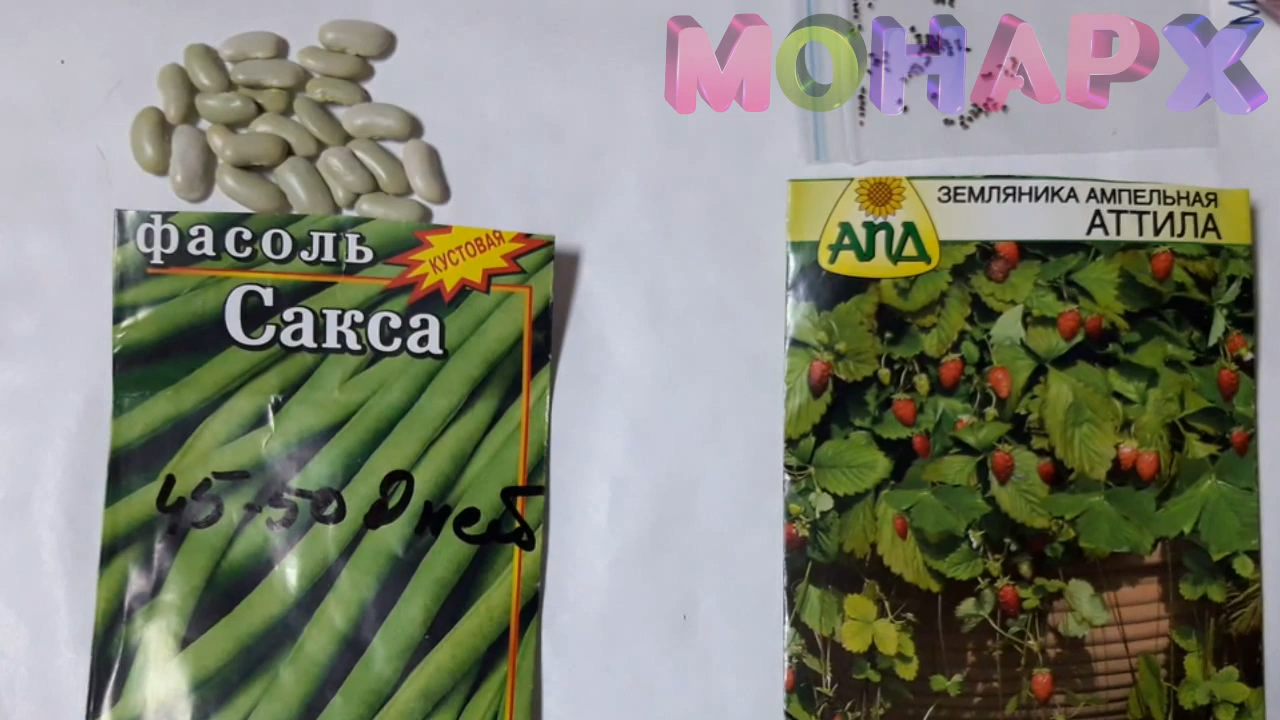 МОНАРХ
фасоль
КУСТОВАЯ
Сакса
45-50 дней
АПД
ЗЕМЛЯНИКА АМПЕЛЬНАЯ
АТТИЛА